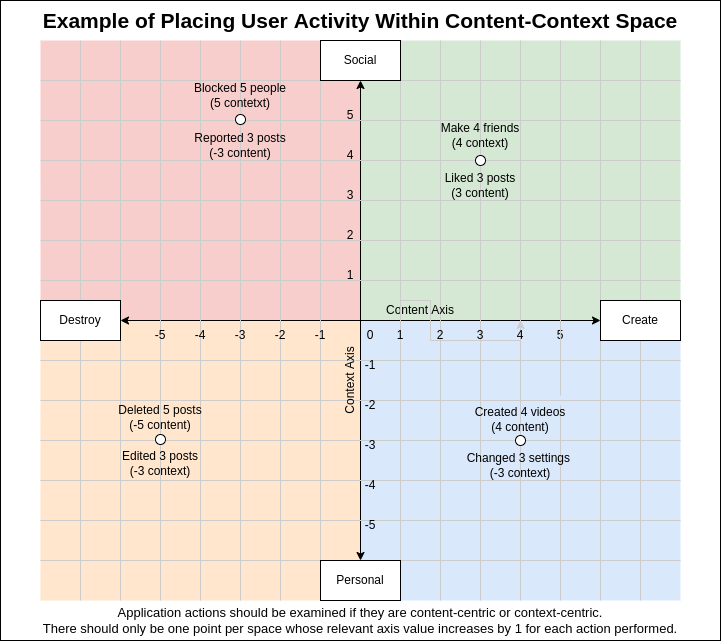 Example of Placing User Activity Within Content-Context Space
Social
Blocked 5 people
(5 contetxt)
Reported 3 posts
(-3 content)
Make 4 friends
(4 context)
Liked 3 posts
(3 content)
5
4
3
2
1
Destroy
Content Axis
Create
-5 -4 -3 -2 -1 0 1 2 3 4 5
Context Axis
-1
-2
-3
-4
-5
Deleted 5 posts
(-5 content)
Edited 3 posts
(-3 context)
Created 4 videos
(4 content)
Changed 3 settings
(-3 context)
Personal
Application actions should be examined if they are content-centric or context-centric.
There should only be one point per space whose relevant axis value increases by 1 for each action performed.